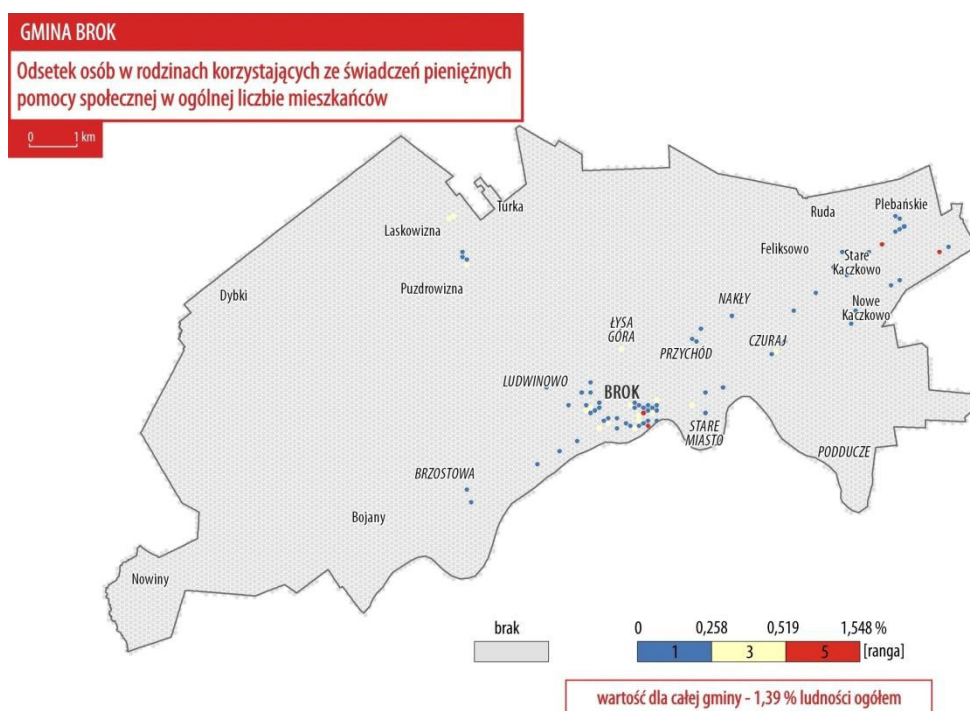 GMINA BROK
Odsetek osób w rodzinach korzystających ze świadczeń pieniężnych
pomocy społecznej w ogólnej liczbie mieszkańców
0 1 km
Turka
Ruda
Plebańskie
Laskowizna
Feliksowo
Stare
Kaczkowo
Puzdrowizna
Dybki
NAKŁY
Nowe
Kaczkowo
ŁYSA
GÓRA
PRZYCHÓD
CZURAJ
LUDWINOWO
BROK
STARE
MIASTO
PODDUCZE
BRZOSTOWA
Bojany
Nowiny
brak
0 0,258 0,519 1,548 %
1 3 5 [ranga]
wartość dla całej gminy - 1,39 % ludności ogółem